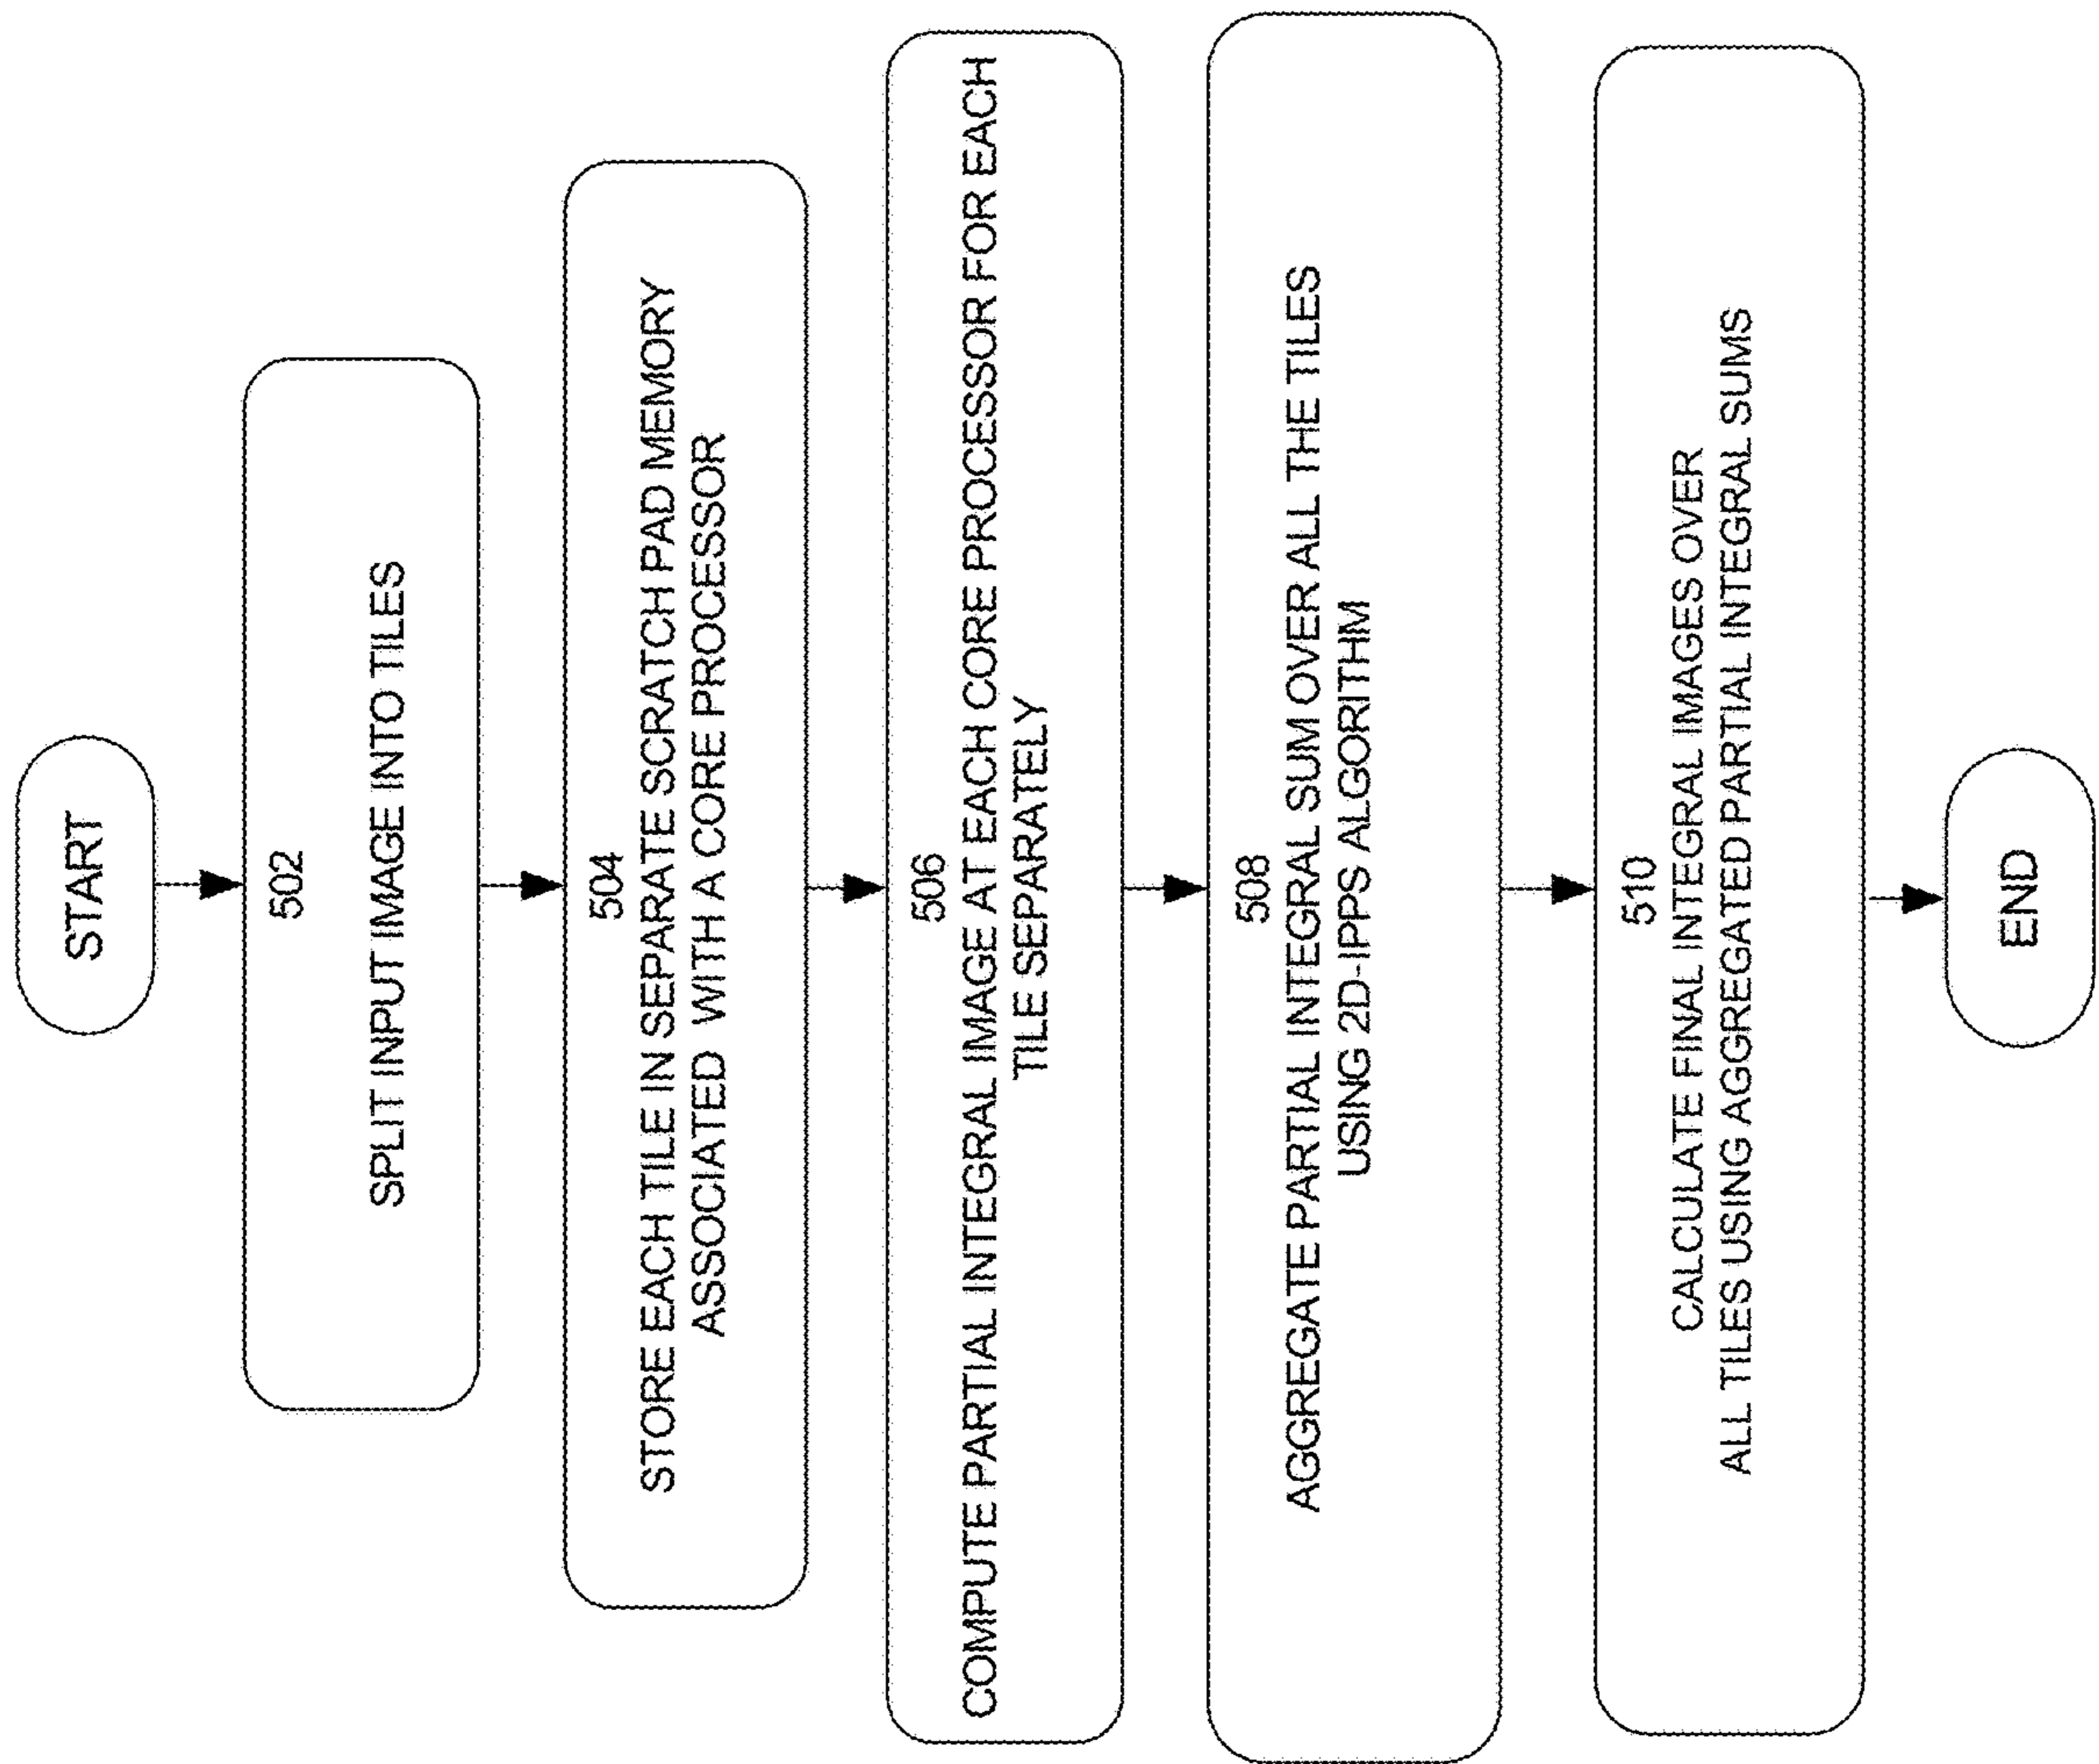 START
502
SPLIT INPUT IMAGE INTO TILES
504
STORE EACH TILE IN SEPARATE SCRATCH PAD MEMORY
ASSOCIATED WITH A CORE PROCESSOR
506
COMPUTE PARTIAL INTEGRAL IMAGE AT EACH CORE PROCESSOR FOR EACH
TILE SEPARATELY
508
AGGREGATE PARTIAL INTEGRAL SUM OVER ALL THE TILES
USING 2D-IPPS ALGORITHM
510
CALCULATE FINAL INTEGRAL IMAGES OVER
ALL TILES USING AGGREGATED PARTIAL INTEGRAL SUMS
END